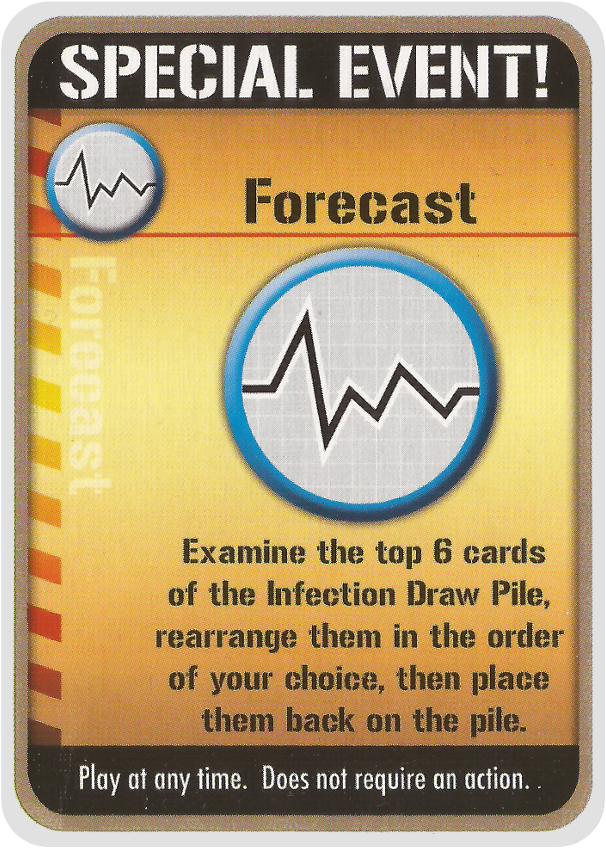 SPECIAL EVENT!
Forecast
Forecast
Examine the top 6 cards
of the Infection Draw Pile,
rearrange them in the order
of your choice, then place
them back on the pile.
Play at any time.  Does not require an action. .